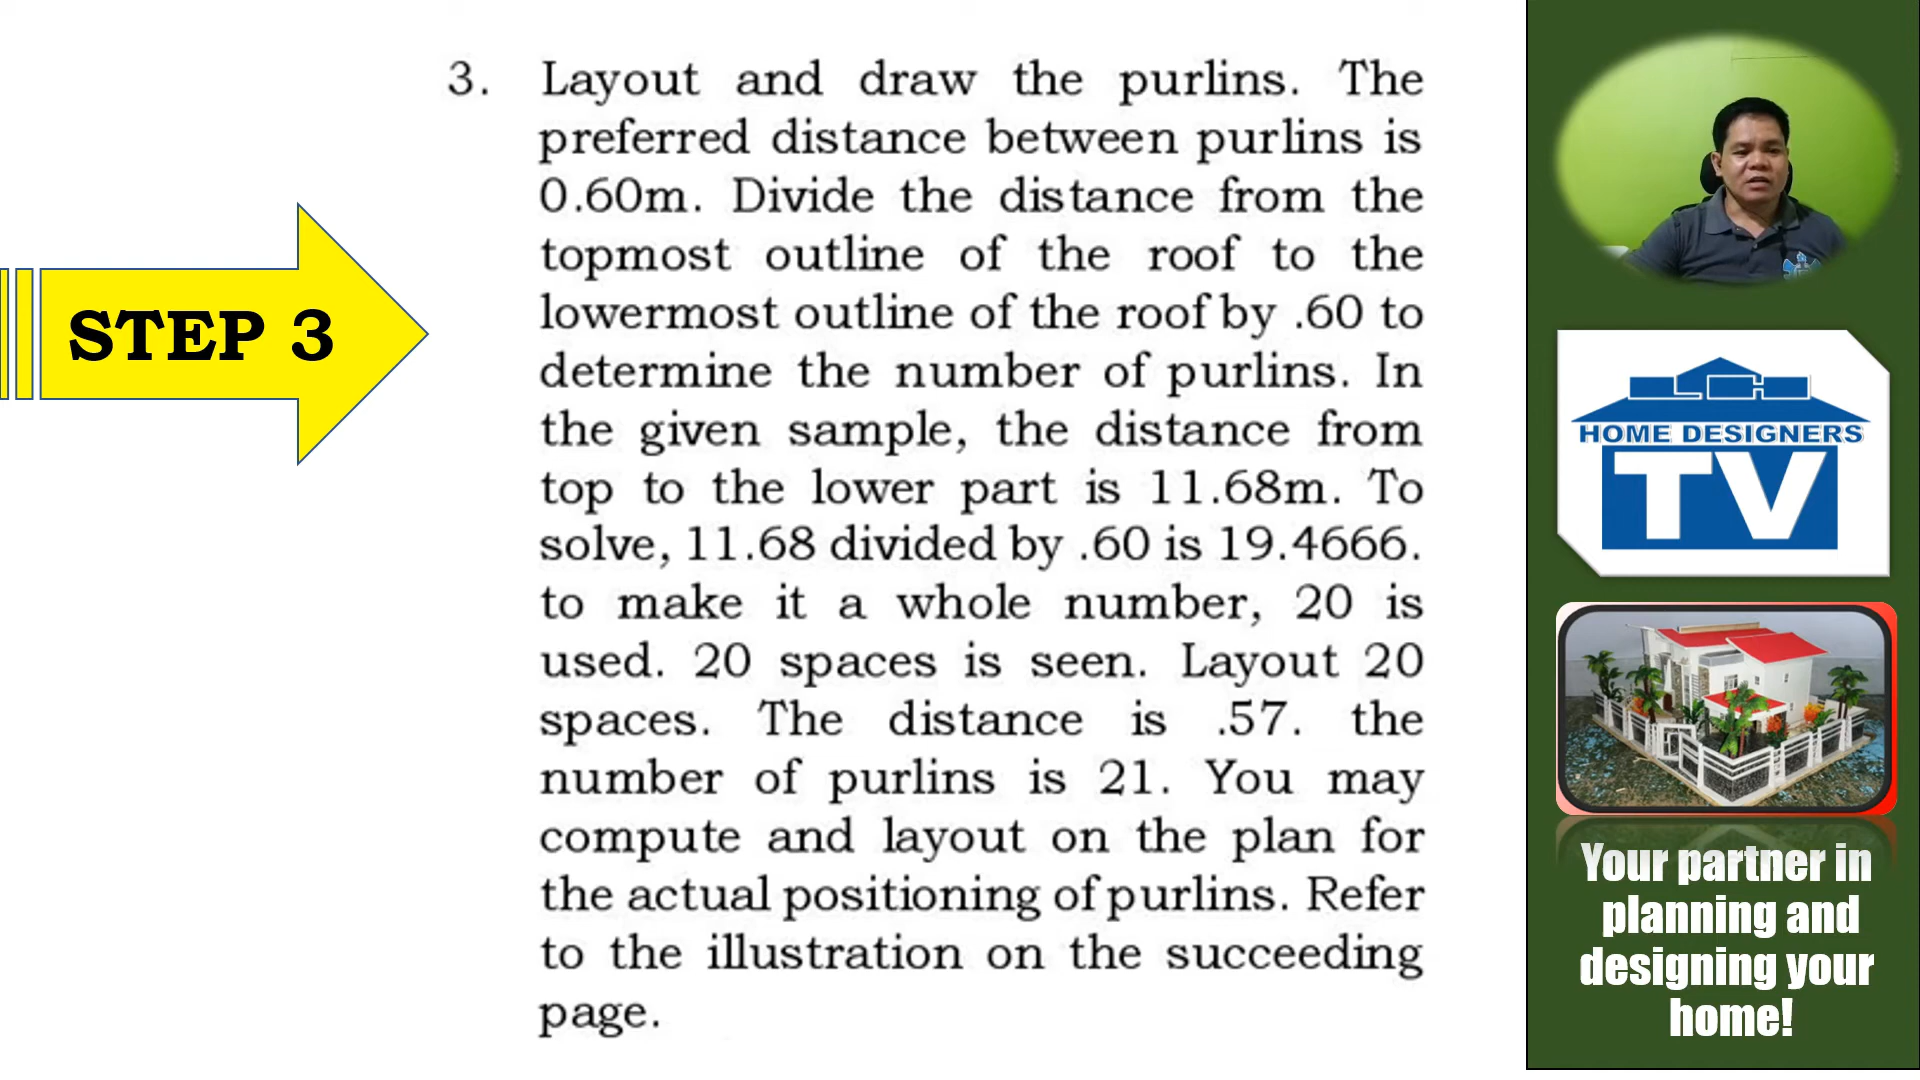 STEP 3
3. Layout and draw the purlins. The
preferred distance between purlins is
0.60m. Divide the distance from the
topmost outline of the roof to the
lowermost outline of the roof by .60 to
determine the number of purlins. In
the given sample, the distance from
top to the lower part is 11.68m. To
solve, 11.68 divided by .60 is 19.4666.
to make it a whole number, 20 is
used. 20 spaces is seen. Layout 20
spaces. The distance is .57. the
number of purlins is 21. You may
compute and layout on the plan for
the actual positioning of purlins. Refer
to the illustration on the succeeding
page.
LCH
HOME DESIGNERS
TV
Your partner in
planning and
designing your
home!